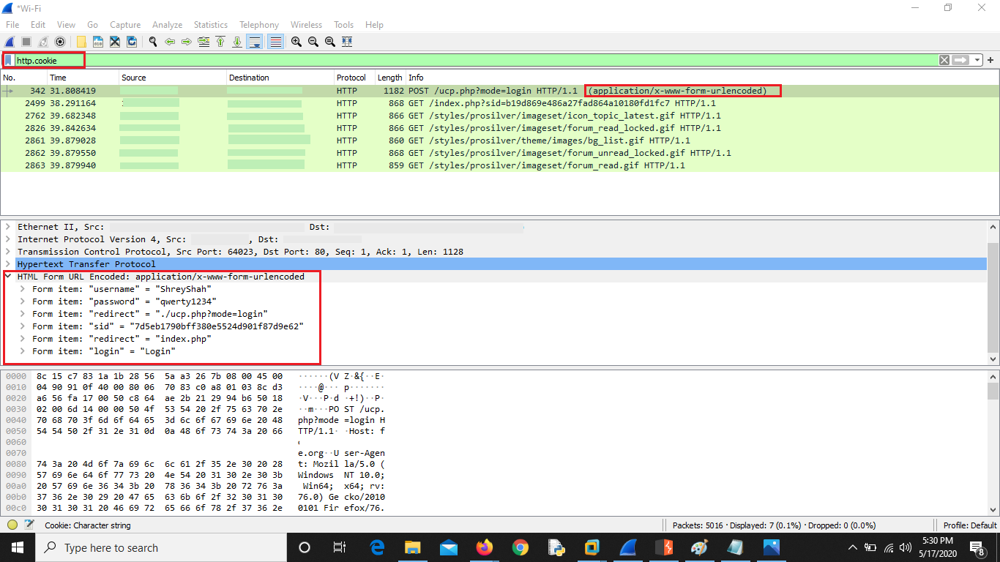 *Wi-Fi
File Edit View Go Capture Analyze Statistics Telephony Wireless Tools Help
http.cookie
No. Time Source Destination Protocol Length Info
342 31.808419 HTTP 1182 POST /ucp.php?mode=login HTTP/1.1 (application/x-www-form-urlencoded)
2499 38.291164 HTTP 868 GET /index.php?sid=b19d869e486a27fad864a10180fd1fc7 HTTP/1.1
2762 39.682348 HTTP 866 GET /styles/prosilver/imageset/icon_topic_latest.gif HTTP/1.1
2826 39.842634 HTTP 866 GET /styles/prosilver/imageset/forum_read_locked.gif HTTP/1.1
2861 39.879028 HTTP 860 GET /styles/prosilver/theme/images/bg_list.gif HTTP/1.1
2862 39.879550 HTTP 868 GET /styles/prosilver/imageset/forum_unread_locked.gif HTTP/1.1
2863 39.879940 HTTP 859 GET /styles/prosilver/imageset/forum_read.gif HTTP/1.1
Ethernet II, Src: Dst:
Internet Protocol Version 4, Src: , Dst:
Transmission Control Protocol, Src Port: 64023, Dst Port: 80, Seq: 1, Ack: 1, Len: 1128
Hypertext Transfer Protocol
HTML Form URL Encoded: application/x-www-form-urlencoded
Form item: "username" = "ShreyShah"
Form item: "password" = "qwerty1234"
Form item: "redirect" = "./ucp.php?mode=login"
Form item: "sid" = "7d5eb1790bff380e5524d901f87d9e62"
Form item: "redirect" = "index.php"
Form item: "login" = "Login"
0000 8c 15 c7 83 1a 1b 28 56 5a a3 26 7b 08 00 45 00 ······(V Z·&{··E·
0010 04 90 91 0f 40 00 80 06 70 83 c0 a8 01 03 8c d3 ····@··· p·······
0020 a6 56 fa 17 00 50 c8 64 ae 2b 21 29 94 b6 50 18 ·V···P·d ·+!)··P·
0030 02 00 6d 14 00 00 50 4f 53 54 20 2f 75 63 70 2e ··m···PO ST /ucp.
0040 70 68 70 3f 6d 6f 64 65 3d 6c 6f 67 69 6e 20 48 php?mode =login H
0050 54 54 50 2f 31 2e 31 0d 0a 48 6f 73 74 3a 20 66 TTP/1.1· ·Host: f
0060
0070 e.org··U ser-Agen
0080 74 3a 20 4d 6f 7a 69 6c 6c 61 2f 35 2e 30 20 28 t: Mozil la/5.0 (
0090 57 69 6e 64 6f 77 73 20 4e 54 20 31 30 2e 30 3b Windows NT 10.0;
00a0 20 57 69 6e 36 34 3b 20 78 36 34 3b 20 72 76 3a Win64; x64; rv:
00b0 37 36 2e 30 29 20 47 65 63 6b 6f 2f 32 30 31 30 76.0) Ge cko/2010
00c0 30 31 30 31 20 46 69 72 65 66 6f 78 2f 37 36 2e 0101 Fir efox/76.
Cookie: Character string Packets: 5016 · Displayed: 7 (0.1%) · Dropped: 0 (0.0%) Profile: Default
Type here to search
5:30 PM
5/17/2020
8